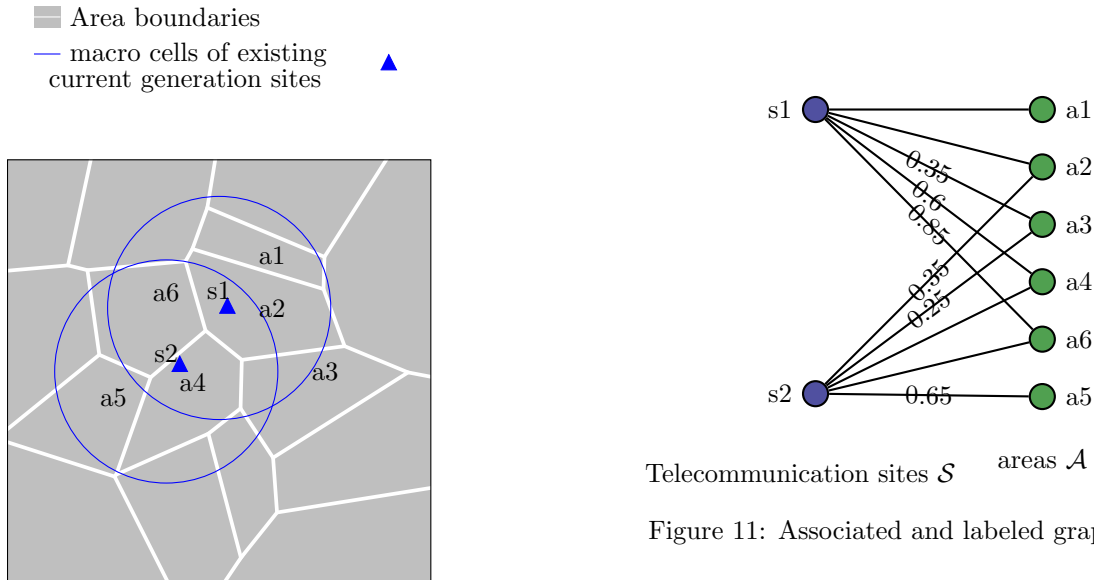 Area boundaries
macro cells of existing
current generation sites
a1
a6
s1
a2
s2
a3
a4
a5
s1
a1
0.35
a2
0.6
0.85
a3
0.35
a4
0.25
a6
s2
0.65
a5
Telecommunication sites 𝒮
areas 𝒜
Figure 11: Associated and labeled gra